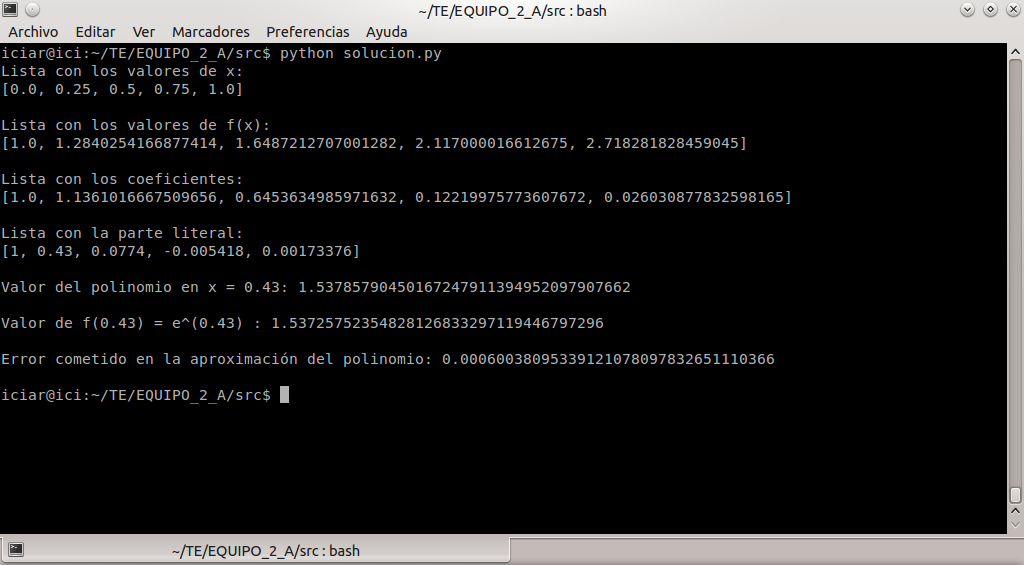 ~/TE/EQUIPO_2_A/src : bash
Archivo Editar Ver Marcadores Preferencias Ayuda
iciar@ici:~/TE/EQUIPO_2_A/src$ python solucion.py
Lista con los valores de x:
[0.0, 0.25, 0.5, 0.75, 1.0]
Lista con los valores de f(x):
[1.0, 1.2840254166877414, 1.6487212707001282, 2.117000016612675, 2.718281828459045]
Lista con los coeficientes:
[1.0, 1.1361016667509656, 0.6453634985971632, 0.12219975773607672, 0.026030877832598165]
Lista con la parte literal:
[1, 0.43, 0.0774, -0.005418, 0.00173376]
Valor del polinomio en x = 0.43: 1.53785790450167247911394952097907662
Valor de f(0.43) = e^(0.43) : 1.5372575235482812683329711944679729​6
Error cometido en la aproximación del polinomio: 0.000600380953391210780978326511103​66
iciar@ici:~/TE/EQUIPO_2_A/src$
~/TE/EQUIPO_2_A/src : bash